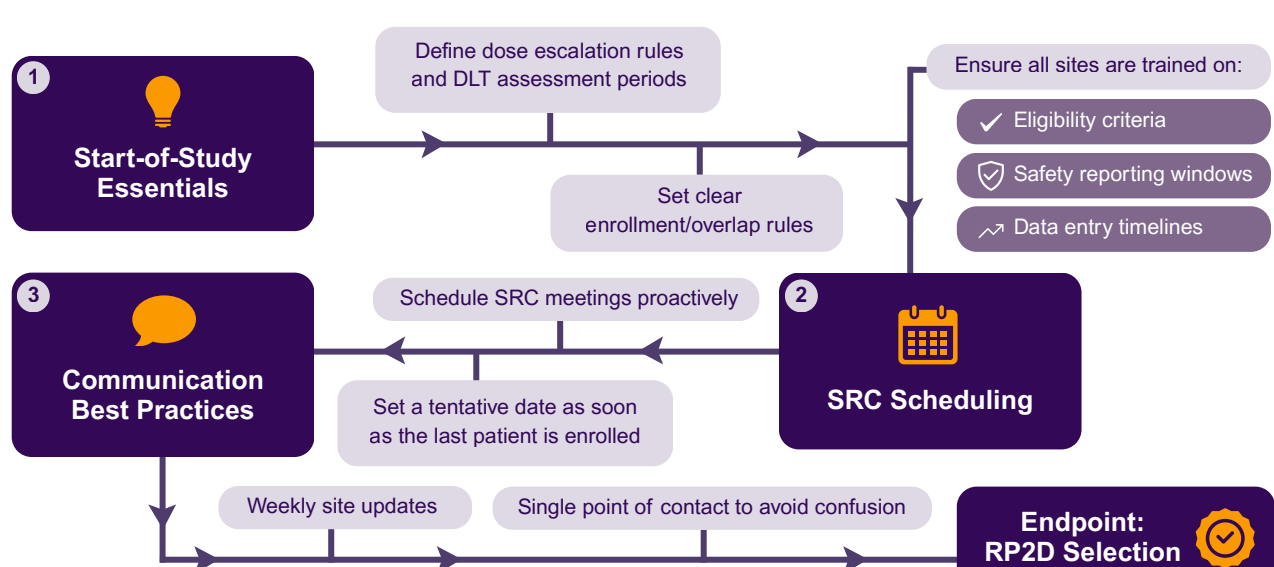 1
Start-of-Study
Essentials
Define dose escalation rules
and DLT assessment periods
Set clear
enrollment/overlap rules
Ensure all sites are trained on:
Eligibility criteria
Safety reporting windows
Data entry timelines
2
SRC Scheduling
Schedule SRC meetings proactively
Set a tentative date as soon
as the last patient is enrolled
3
Communication
Best Practices
Weekly site updates
Single point of contact to avoid confusion
Endpoint:
RP2D Selection